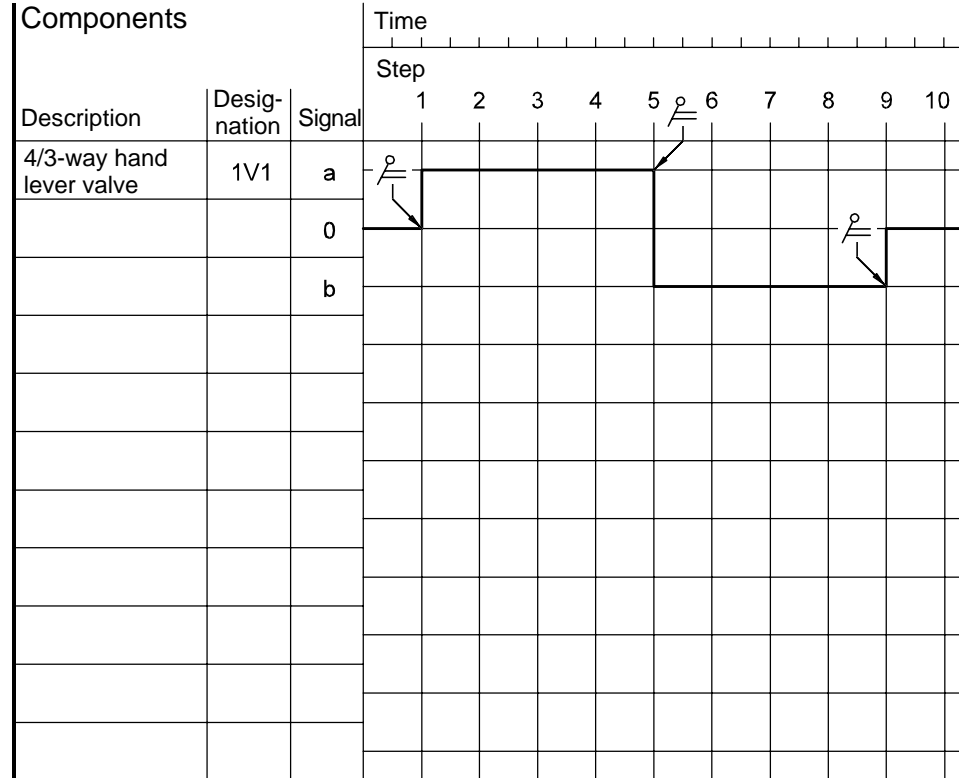 Components
Time
Step
1 2 3 4 5 6 7 8 9 10
Description
Desig-
nation
Signal
4/3-way hand
lever valve
1V1
a
0
b